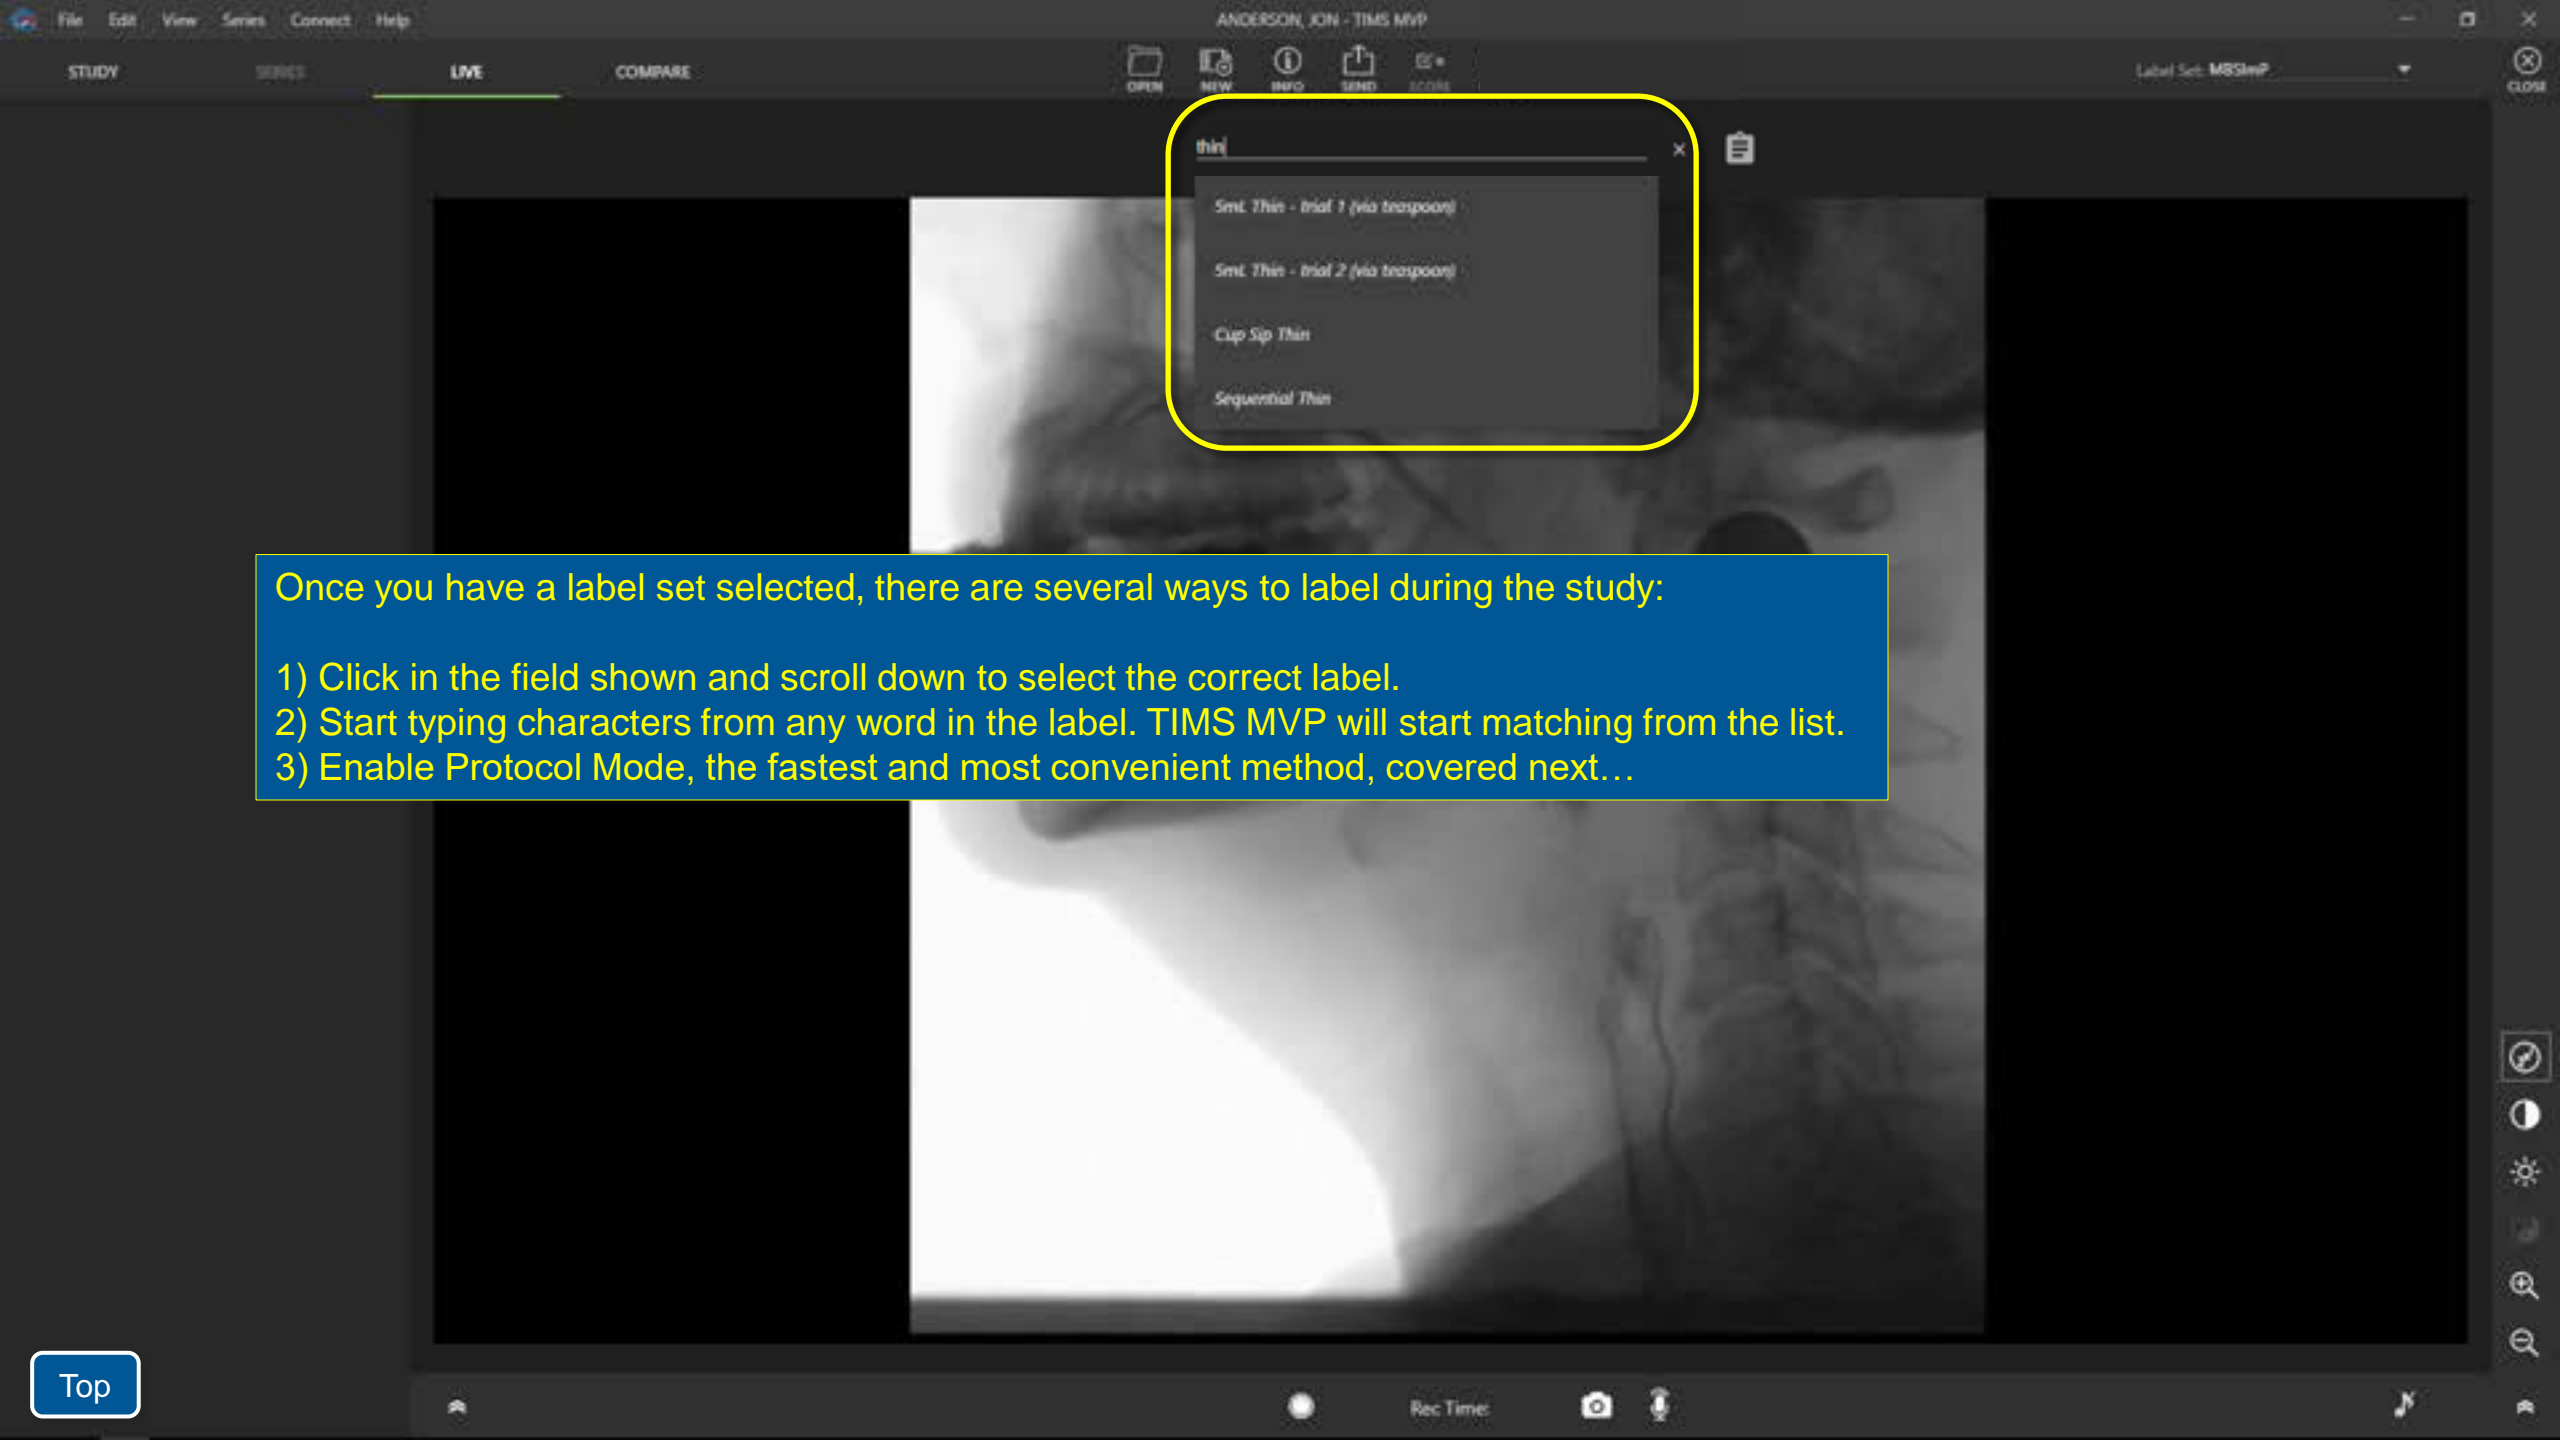 File Edit View Series Connect Help
ANDERSON, JON - TIMS MVP
STUDY SERIES LIVE COMPARE
OPEN NEW INFO SEND SCORE
Label Set: MBSImP
CLOSE
thin
5mL Thin - trial 1 (via teaspoon)
5mL Thin - trial 2 (via teaspoon)
Cup Sip Thin
Sequential Thin
Once you have a label set selected, there are several ways to label during the study:
1) Click in the field shown and scroll down to select the correct label.
2) Start typing characters from any word in the label. TIMS MVP will start matching from the list.
3) Enable Protocol Mode, the fastest and most convenient method, covered next…
Top
Rec Time: